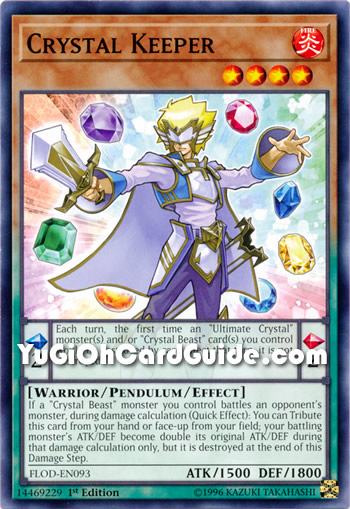 CRYSTAL KEEPER
FIRE
炎
Each turn, the first time an "Ultimate Crystal"
monster(s) and/or "Crystal Beast" card(s) you control
YuGiOhCardGuide.com
2 2
[WARRIOR/PENDULUM/EFFECT]
If a "Crystal Beast" monster you control battles an opponent's
monster, during damage calculation (Quick Effect): You can Tribute
this card from your hand or face-up from your field; your battling
monster's ATK/DEF become double its original ATK/DEF during
that damage calculation only, but it is destroyed at the end of this
Damage Step.
FLOD-EN093
ATK/1500 DEF/1800
14469229 1st Edition
©1996 KAZUKI TAKAHASHI